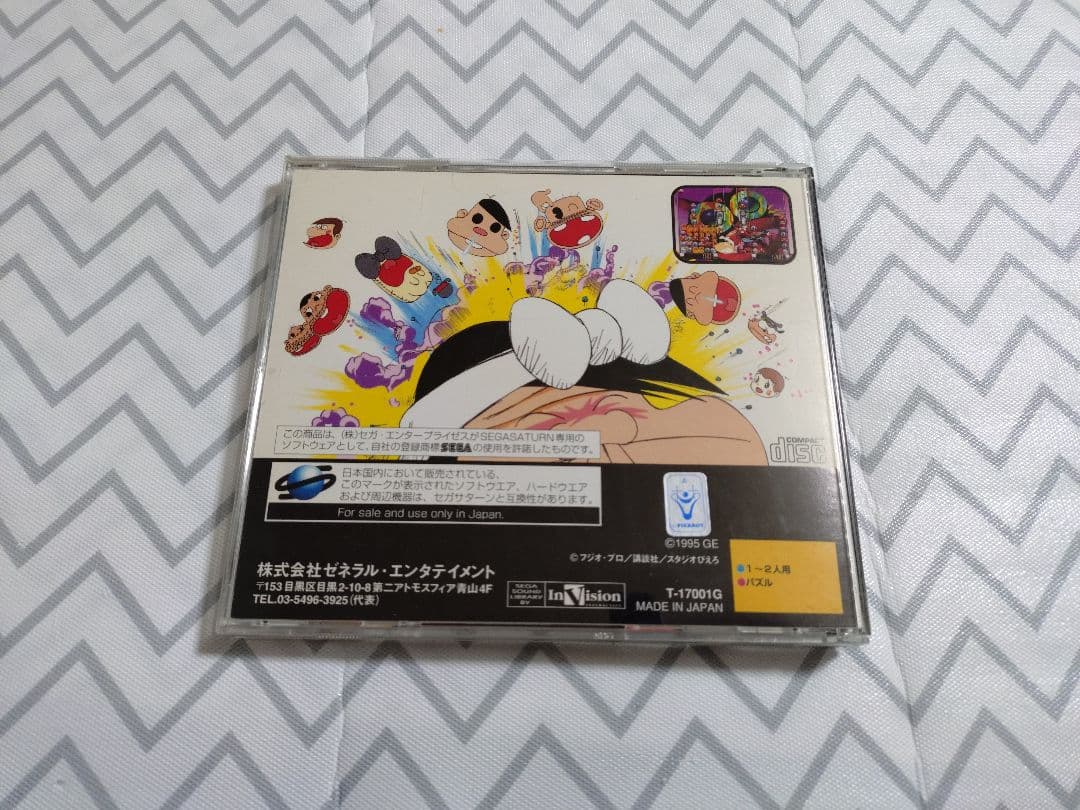 この商品は、(株)セガ・エンタープライゼスがSEGASATURN専用の
ソフトウェアとして、自社の登録商標SEGAの使用を許諾したものです。
COMPACT
disc
日本国内において販売されている、
このマークが表示されたソフトウエア、ハードウエア
および周辺機器は、セガサターンと互換性があります。
For sale and use only in Japan.
PIERROT
©1995 GE
©フジオ・プロ/講談社/スタジオぴえろ
株式会社ゼネラル・エンタテイメント
〒153 目黒区目黒2-10-8第二アトモスフィア青山4F
TEL.03-5496-3925(代表)
SEGA
SOUND
LIBRARY
BY
InVision
T-17001G
MADE IN JAPAN
1〜2人用
パズル